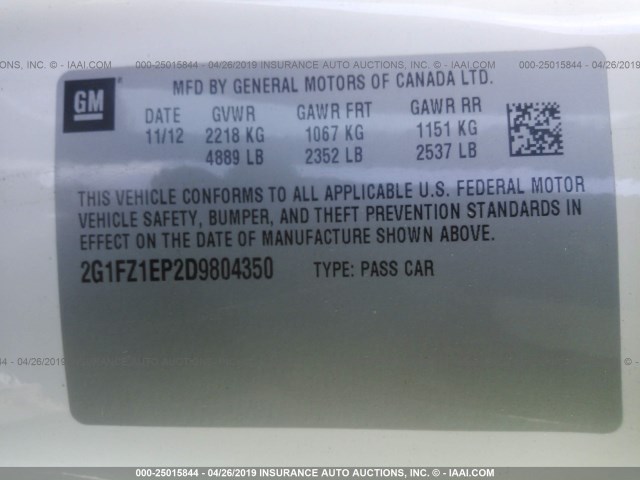 000-25015844 - 04/26/2019 INSURANCE AUTO AUCTIONS, INC. - © IAAI.COM
GM
MFD BY GENERAL MOTORS OF CANADA LTD.
DATE GVWR GAWR FRT GAWR RR
11/12 2218 KG 1067 KG 1151 KG
4889 LB 2352 LB 2537 LB
THIS VEHICLE CONFORMS TO ALL APPLICABLE U.S. FEDERAL MOTOR
VEHICLE SAFETY, BUMPER, AND THEFT PREVENTION STANDARDS IN
EFFECT ON THE DATE OF MANUFACTURE SHOWN ABOVE.
2G1FZ1EP2D9804350 TYPE: PASS CAR
000-25015844 - 04/26/2019 INSURANCE AUTO AUCTIONS, INC. - © IAAI.COM